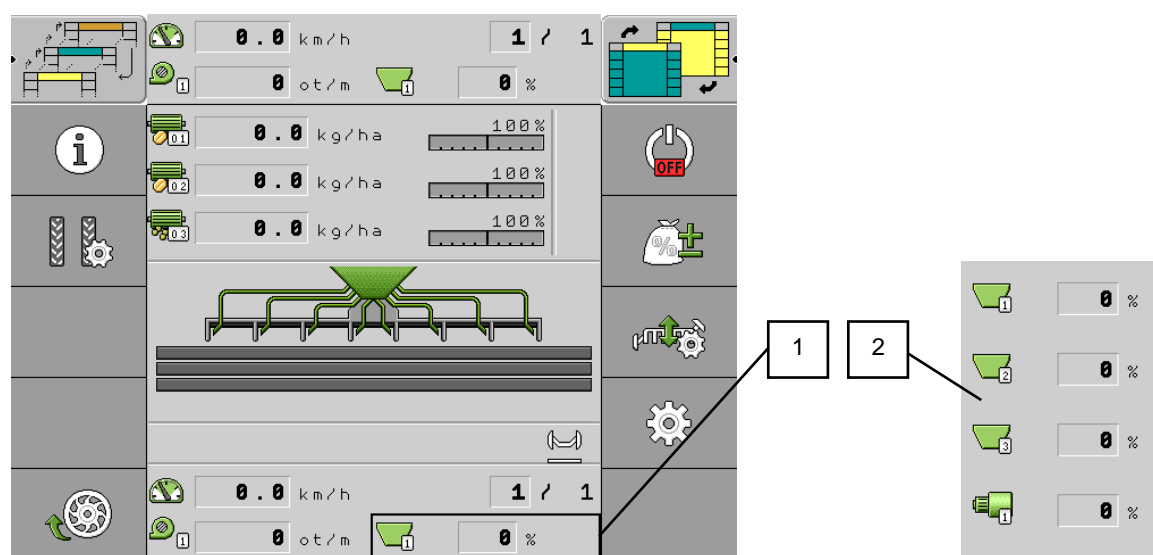 0.0 km/h 1 / 1
1 0 ot/m 1 0 %
i
01 0.0 kg/ha 100%
OFF
02 0.0 kg/ha 100%
03 0.0 kg/ha 100%
%
1 0 %
1 2
2 0 %
3 0 %
1 0 %
0.0 km/h 1 / 1
1 0 ot/m 1 0 %